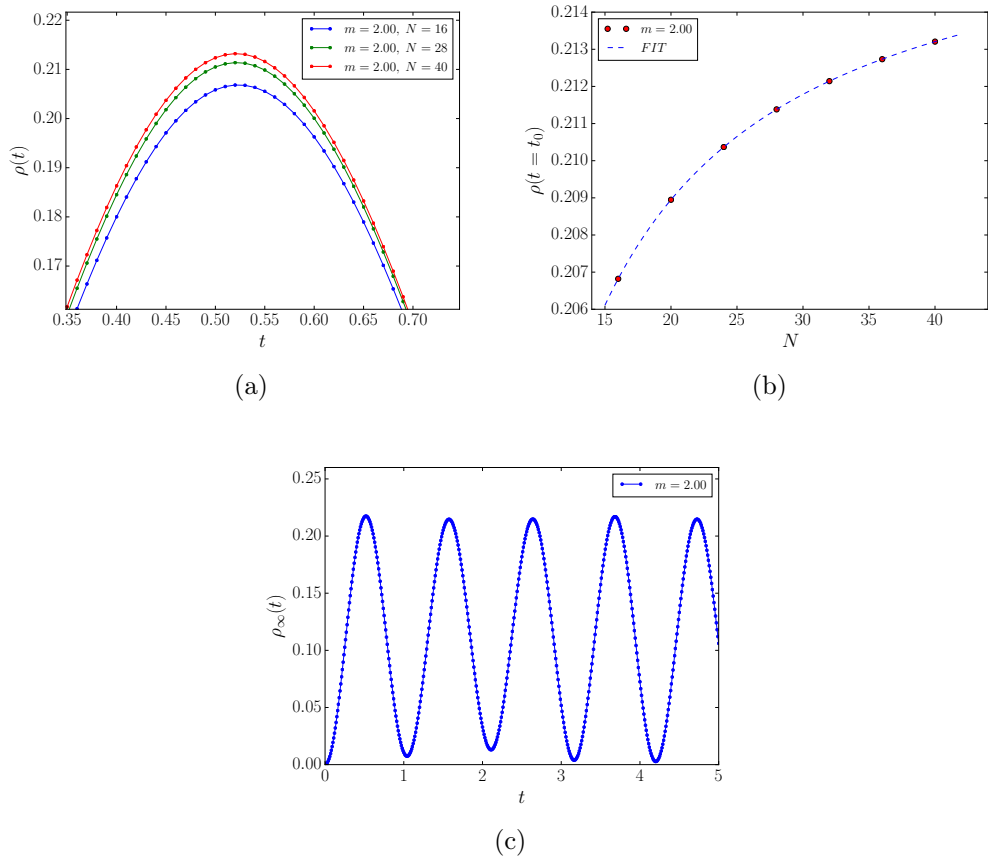 0.22
0.21
0.20
0.19
0.18
0.17
ρ(t)
m = 2.00, N = 16
m = 2.00, N = 28
m = 2.00, N = 40
0.35 0.40 0.45 0.50 0.55 0.60 0.65 0.70
t
(a)
0.214
0.213
0.212
0.211
0.210
0.209
0.208
0.207
0.206
ρ(t = t₀)
m = 2.00
FIT
15 20 25 30 35 40
N
(b)
0.25
0.20
0.15
0.10
0.05
0.00
ρ∞(t)
m = 2.00
0 1 2 3 4 5
t
(c)